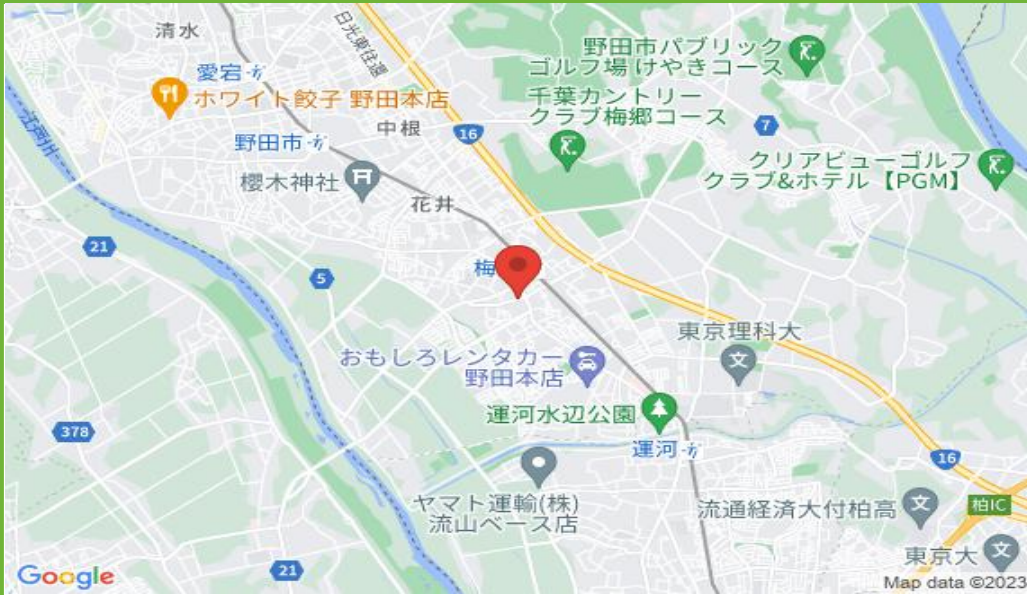 清水
日光東往還
野田市パブリック
ゴルフ場 けやきコース
愛宕
ホワイト餃子 野田本店
千葉カントリー
クラブ梅郷コース
中根
16
7
野田市
クリアビューゴルフ
クラブ&ホテル【PGM】
櫻木神社
江戸川
花井
21
5
梅
東京理科大
おもしろレンタカー
野田本店
運河水辺公園
378
運河
16
ヤマト運輸(株)
流山ベース店
流通経済大付柏高
柏IC
東京大
21
Google
Map data ©2023